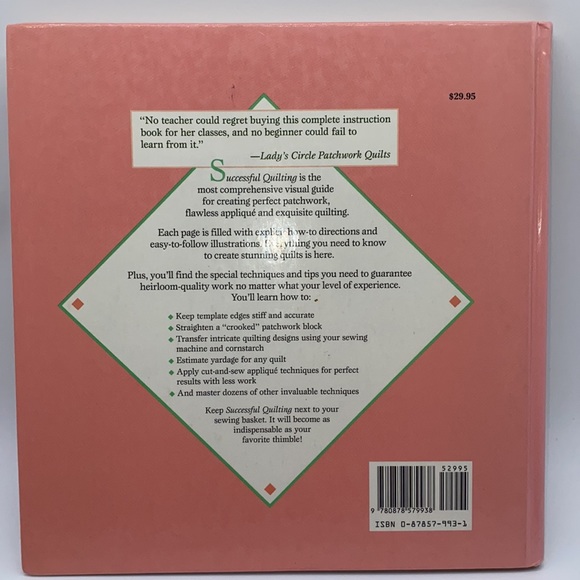 $29.95
“No teacher could regret buying this complete instruction
book for her classes, and no beginner could fail to
learn from it.”
—Lady's Circle Patchwork Quilts
Successful Quilting is the
most comprehensive visual guide
for creating perfect patchwork,
flawless appliqué and exquisite quilting.
Each page is filled with explicit how-to directions and
easy-to-follow illustrations. Everything you need to know
to create stunning quilts is here.
Plus, you'll find the special techniques and tips you need to guarantee
heirloom-quality work no matter what your level of experience.
You'll learn how to:
Keep template edges stiff and accurate
Straighten a “crooked” patchwork block
Transfer intricate quilting designs using your sewing
machine and cornstarch
Estimate yardage for any quilt
Apply cut-and-sew appliqué techniques for perfect
results with less work
And master dozens of other invaluable techniques
Keep Successful Quilting next to your
sewing basket. It will become as
indispensable as your
favorite thimble!
52995
9 780878 579938
ISBN 0-87857-993-1